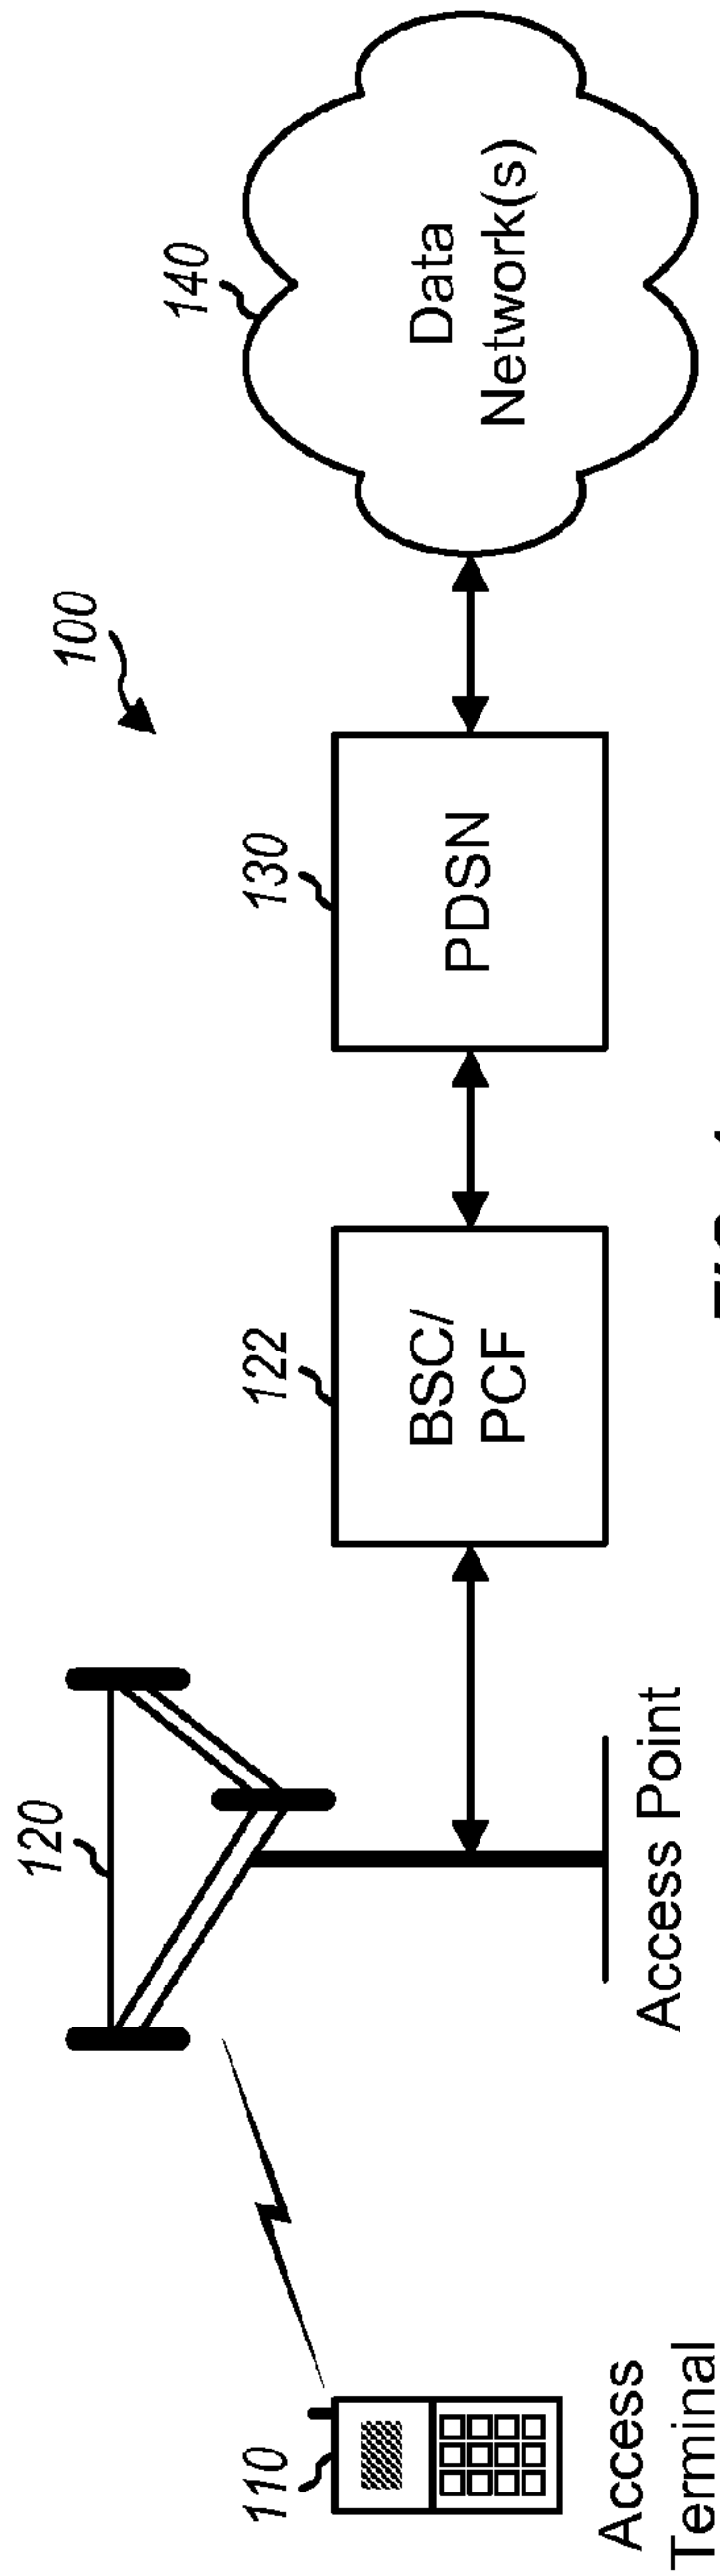 100
120
140
110
122
130
BSC/
PCF
PDSN
Data
Network(s)
Access
Terminal
Access Point